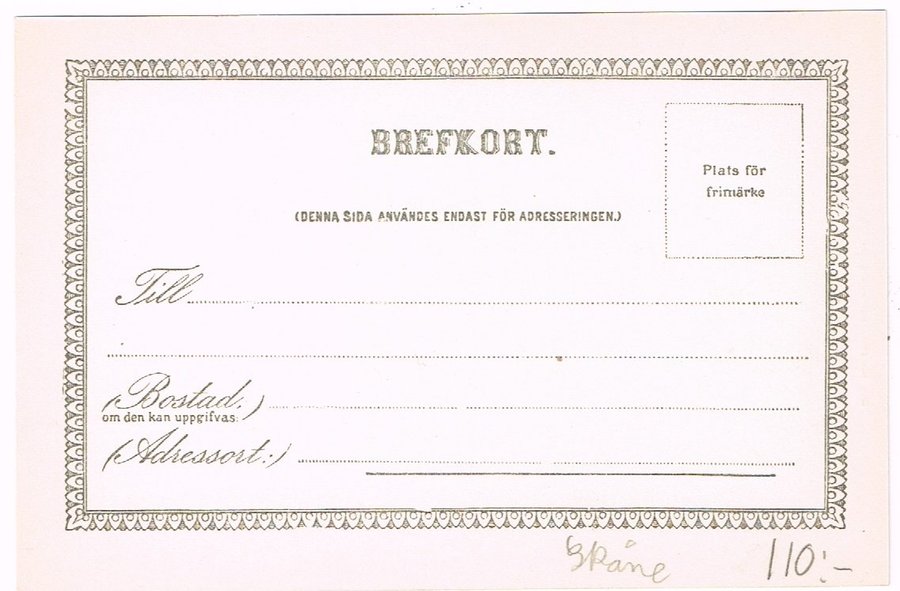 BREFKORT.
Plats för
frimärke
(DENNA SIDA ANVÄNDES ENDAST FÖR ADRESSERINGEN.)
Till
(Bostad.)
om den kan uppgifvas:
(Adressort:)
Skåne 110:-